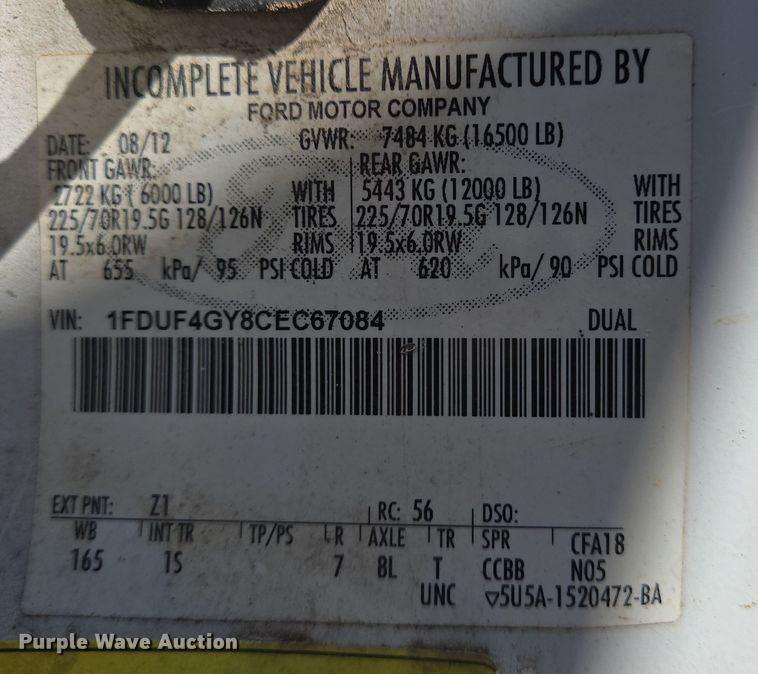 INCOMPLETE VEHICLE MANUFACTURED BY
FORD MOTOR COMPANY
DATE: 08/12 GVWR: 7484 KG (16500 LB)
FRONT GAWR: REAR GAWR:
2722 KG ( 6000 LB) WITH 5443 KG (12000 LB) WITH
225/70R19.5G 128/126N TIRES 225/70R19.5G 128/126N TIRES
19.5x6.0RW RIMS 19.5x6.0RW RIMS
AT 655 kPa/ 95 PSI COLD AT 620 kPa/ 90 PSI COLD
VIN: 1FDUF4GY8CEC67084 DUAL
EXT PNT: Z1 RC: 56 DSO:
WB INT TR TP/PS R AXLE TR SPR CFA18
165 1S 7 8L T CCBB N05
UNC ▽5U5A-1520472-BA
Purple Wave Auction